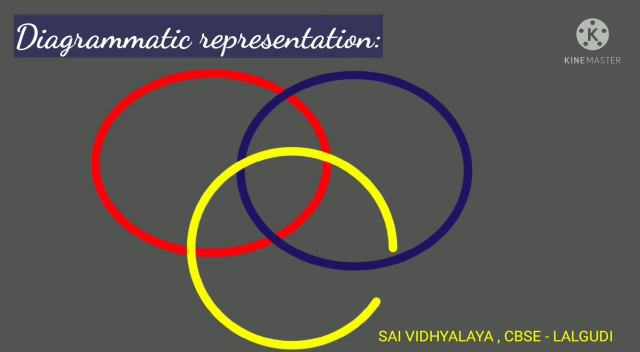 Diagrammatic representation:
K
KINEMASTER
SAI VIDHYALAYA , CBSE - LALGUDI